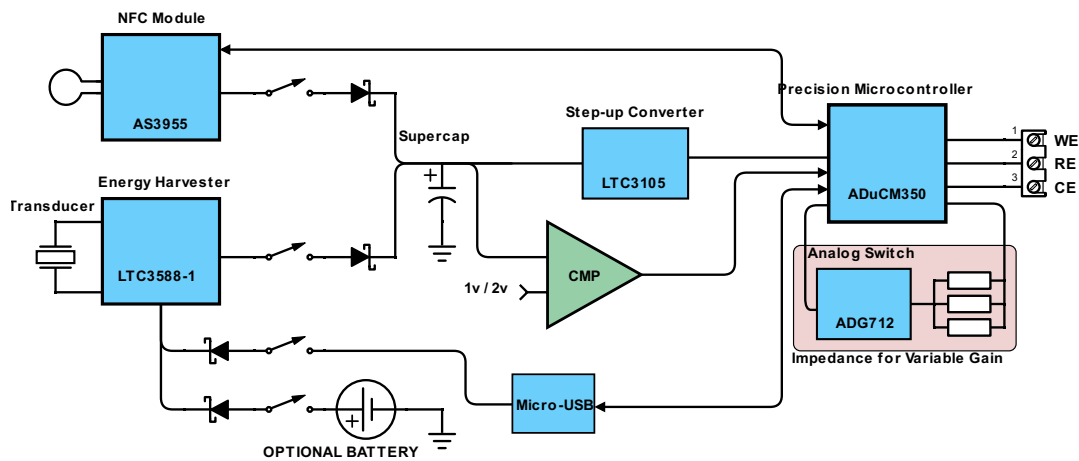 NFC Module
AS3955
Supercap
+
Step-up Converter
LTC3105
Precision Microcontroller
ADuCM350
1
WE
2
RE
3
CE
Energy Harvester
Transducer
LTC3588-1
CMP
1v / 2v
Analog Switch
ADG712
Impedance for Variable Gain
Micro-USB
+
OPTIONAL BATTERY